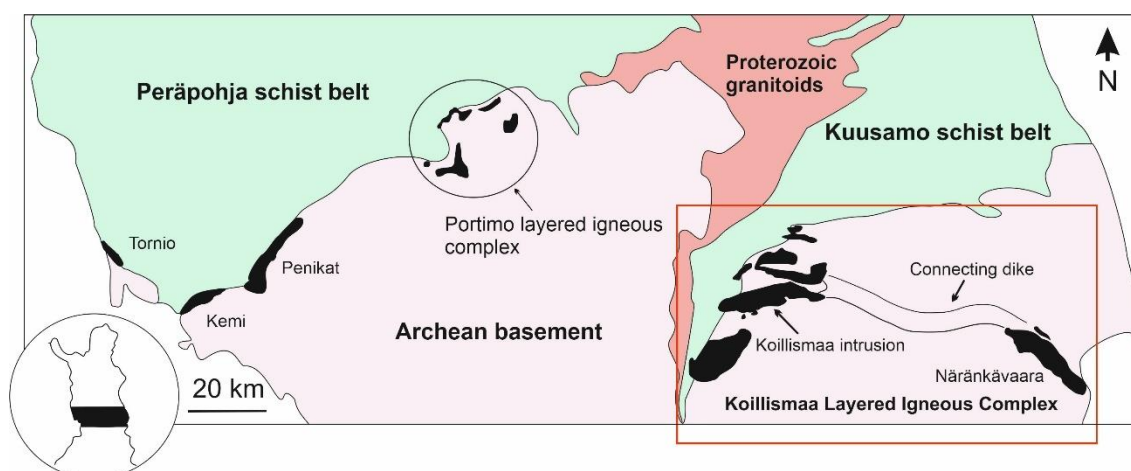 Peräpohja schist belt
Proterozoic
granitoids
N
Kuusamo schist belt
Portimo layered igneous
complex
Tornio
Penikat
Kemi
Archean basement
Connecting dike
Koillismaa intrusion
20 km
Näränkävaara
Koillismaa Layered Igneous Complex